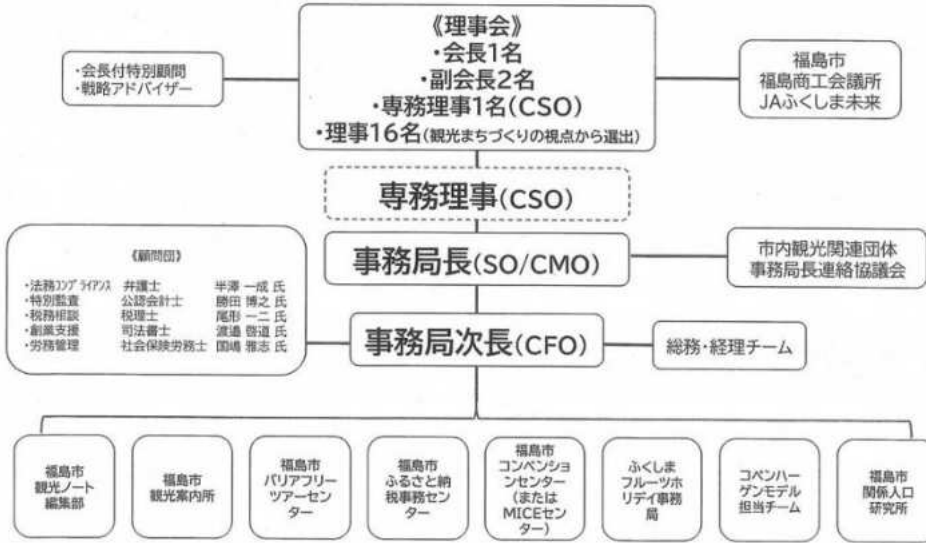 《理事会》
・会長1名
・副会長2名
・専務理事1名(CSO)
・理事16名(観光まちづくりの視点から選出)
・会長付特別顧問
・戦略アドバイザー
福島市
福島商工会議所
JAふくしま未来
専務理事(CSO)
事務局長(SO/CMO)
市内観光関連団体
事務局長連絡協議会
《顧問団》
・法務コンプライアンス 弁護士 半澤 一成 氏
・特別監査 公認会計士 勝田 博之 氏
・税務相談 税理士 尾形 一二 氏
・創業支援 司法書士 渡邉 啓道 氏
・労務管理 社会保険労務士 国嶋 雅志 氏
事務局次長(CFO)
総務・経理チーム
福島市
観光ノート
編集部
福島市
観光案内所
福島市
バリアフリー
ツアーセン
ター
福島市
ふるさと納
税事務セン
ター
福島市
コンベンショ
ンセンター
(または
MICEセン
ター)
ふくしま
フルーツホ
リデイ事務
局
コペンハー
ゲンモデル
担当チーム
福島市
関係人口
研究所